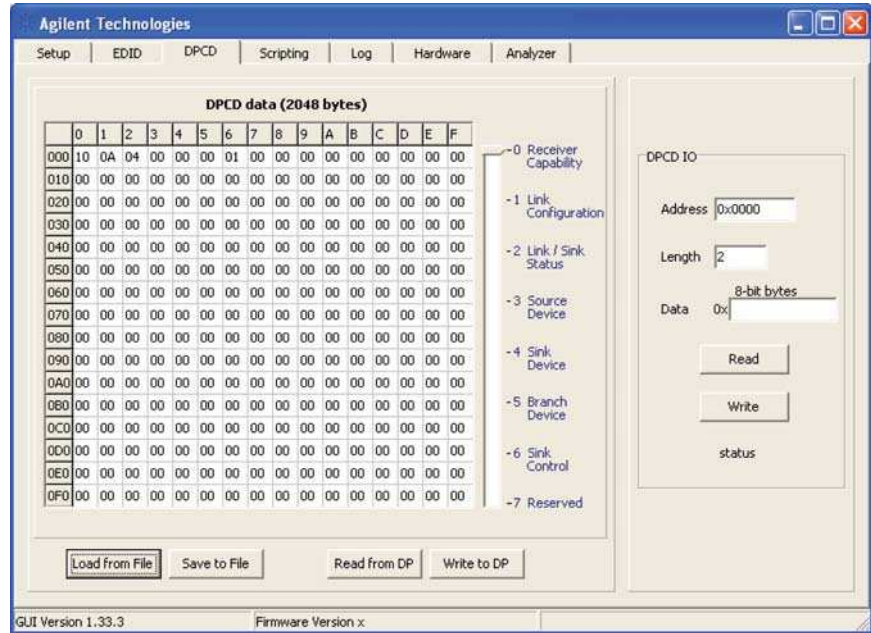 Agilent Technologies
Setup EDID DPCD Scripting Log Hardware Analyzer
DPCD data (2048 bytes)
0 1 2 3 4 5 6 7 8 9 A B C D E F
000 10 0A 04 00 00 00 01 00 00 00 00 00 00 00 00 00
010 00 00 00 00 00 00 00 00 00 00 00 00 00 00 00 00
020 00 00 00 00 00 00 00 00 00 00 00 00 00 00 00 00
030 00 00 00 00 00 00 00 00 00 00 00 00 00 00 00 00
040 00 00 00 00 00 00 00 00 00 00 00 00 00 00 00 00
050 00 00 00 00 00 00 00 00 00 00 00 00 00 00 00 00
060 00 00 00 00 00 00 00 00 00 00 00 00 00 00 00 00
070 00 00 00 00 00 00 00 00 00 00 00 00 00 00 00 00
080 00 00 00 00 00 00 00 00 00 00 00 00 00 00 00 00
090 00 00 00 00 00 00 00 00 00 00 00 00 00 00 00 00
0A0 00 00 00 00 00 00 00 00 00 00 00 00 00 00 00 00
0B0 00 00 00 00 00 00 00 00 00 00 00 00 00 00 00 00
0C0 00 00 00 00 00 00 00 00 00 00 00 00 00 00 00 00
0D0 00 00 00 00 00 00 00 00 00 00 00 00 00 00 00 00
0E0 00 00 00 00 00 00 00 00 00 00 00 00 00 00 00 00
0F0 00 00 00 00 00 00 00 00 00 00 00 00 00 00 00 00
-0 Receiver
Capability
-1 Link
Configuration
-2 Link / Sink
Status
-3 Source
Device
-4 Sink
Device
-5 Branch
Device
-6 Sink
Control
-7 Reserved
DPCD IO
Address 0x0000
Length 2
8-bit bytes
Data 0x
Read
Write
status
Load from File Save to File Read from DP Write to DP
GUI Version 1.33.3 Firmware Version x